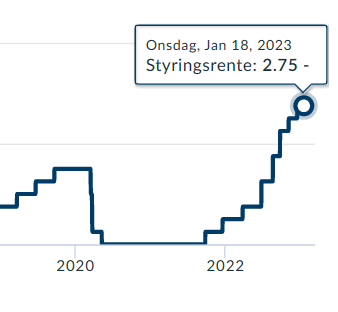 Onsdag, Jan 18, 2023
Styringsrente: 2.75 -
2020
2022